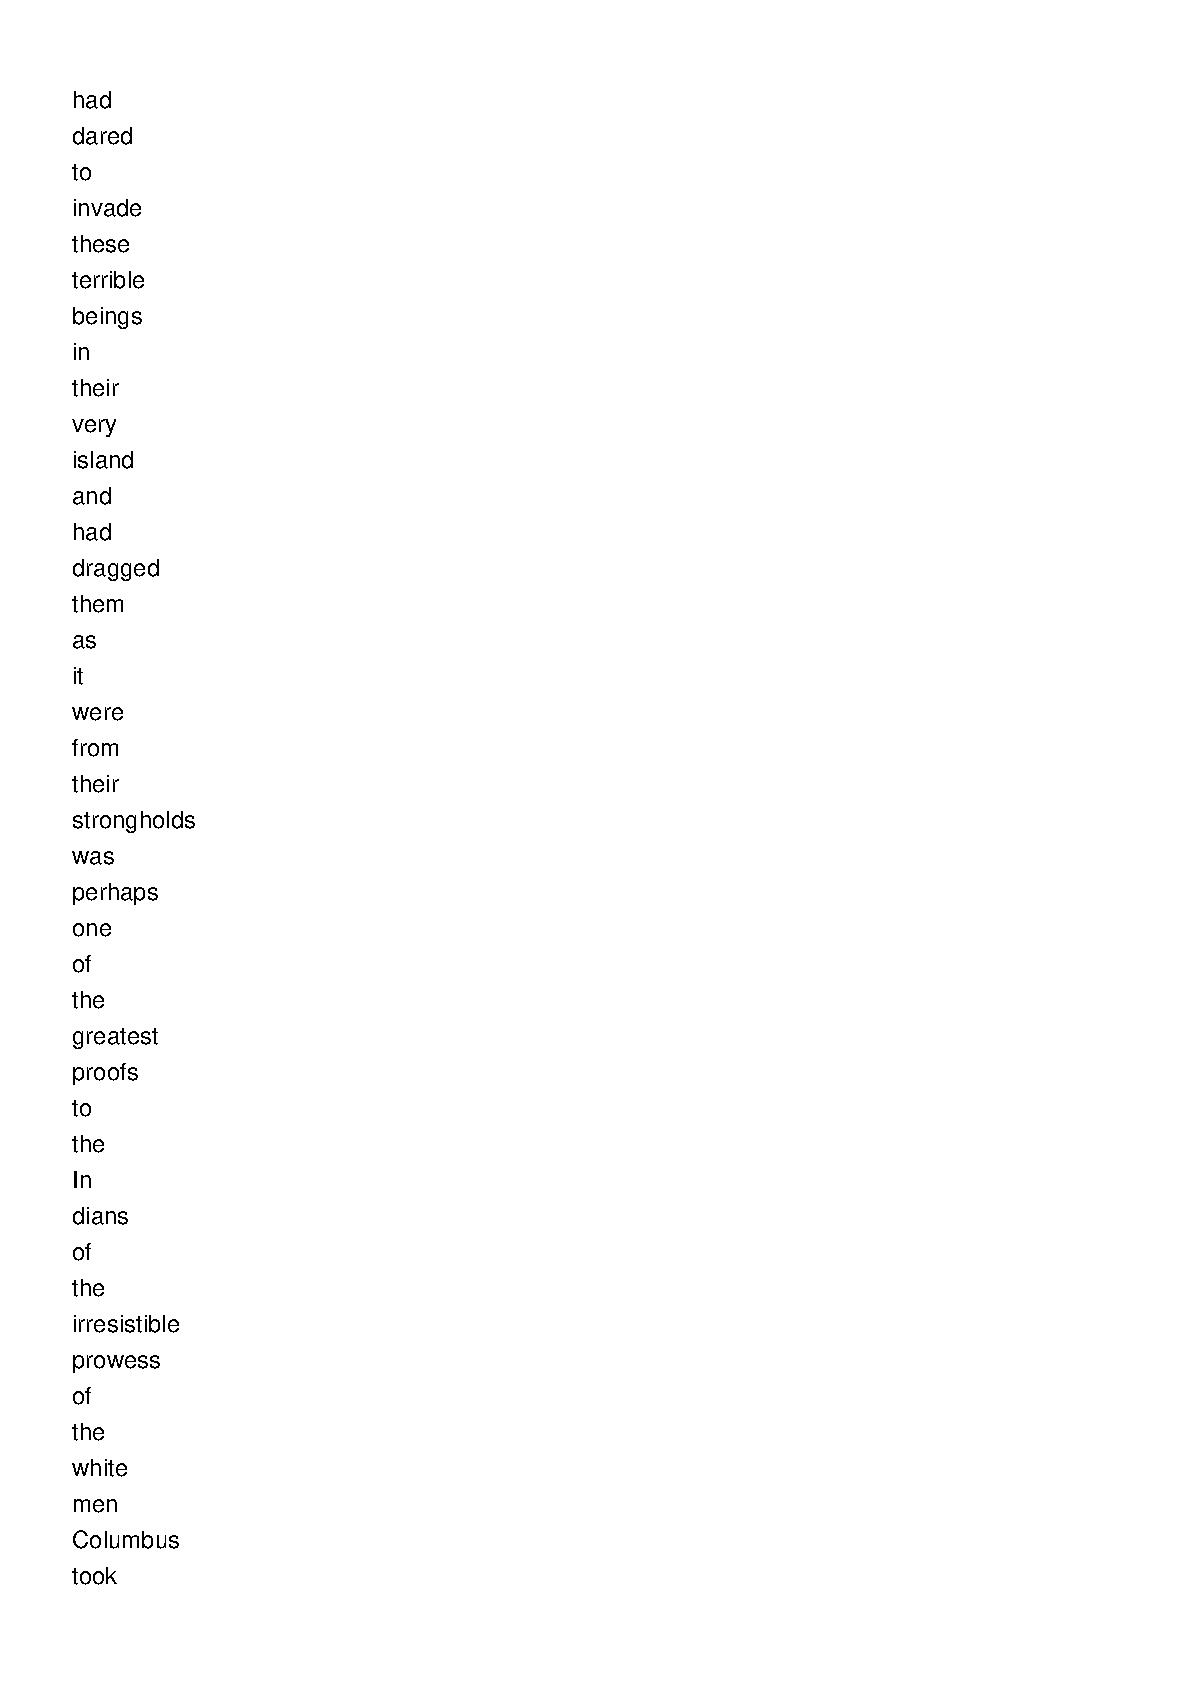 had
dared
to
invade
these
terrible
beings
in
their
very
island
and
had
dragged
them
as
it
were
from
their
strongholds
was
perhaps
one
of
the
greatest
proofs
to
the
In
dians
of
the
irresistible
prowess
of
the
white
men
Columbus
took